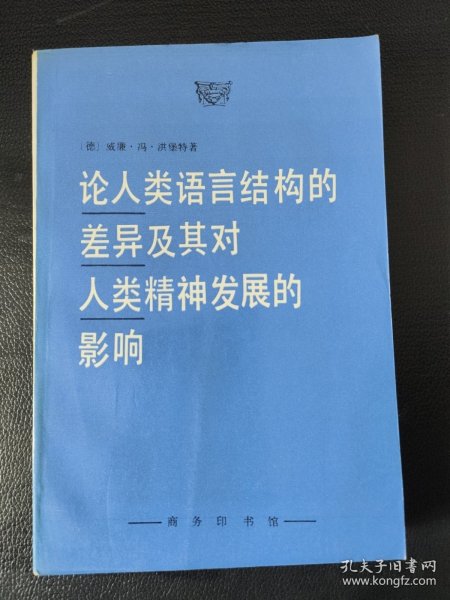 〔德〕威廉·冯·洪堡特著
论人类语言结构的
差异及其对
人类精神发展的
影响
商务印书馆
孔夫子旧书网
www.kongfz.com